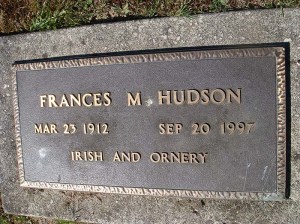 FRANCES M HUDSON
MAR 23 1912 SEP 20 1997
IRISH AND ORNERY